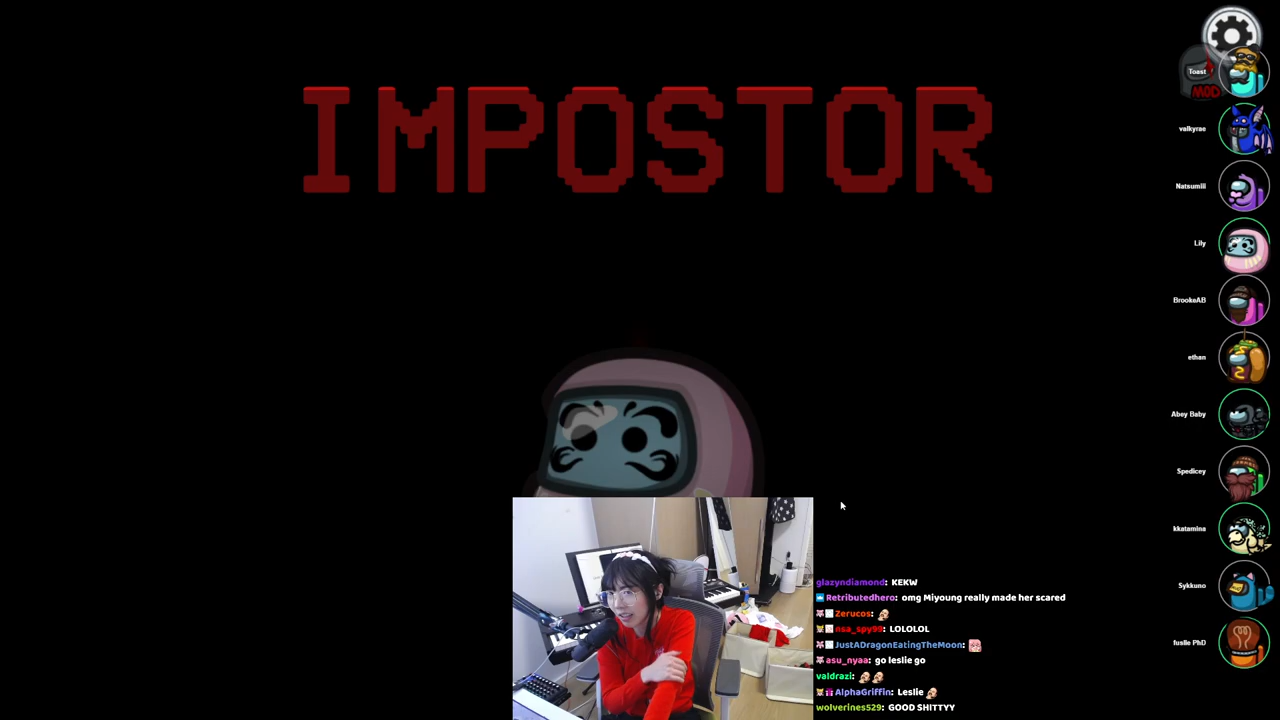 IMPOSTOR
Toast
MOD
valkyrae
Natsumiii
Lily
BrookeAB
ethan
Abey Baby
Spedicey
kkatamina
Sykkuno
fuslie PhD
glazyndiamond: KEKW
Retributedhero: omg Miyoung really made her scared
Zerucos:
nsa_spy99: LOLOLOL
JustADragonEatingTheMoon:
asu_nyaa: go leslie go
valdrazi:
AlphaGriffin: Leslie
wolverines529: GOOD SHITTYY